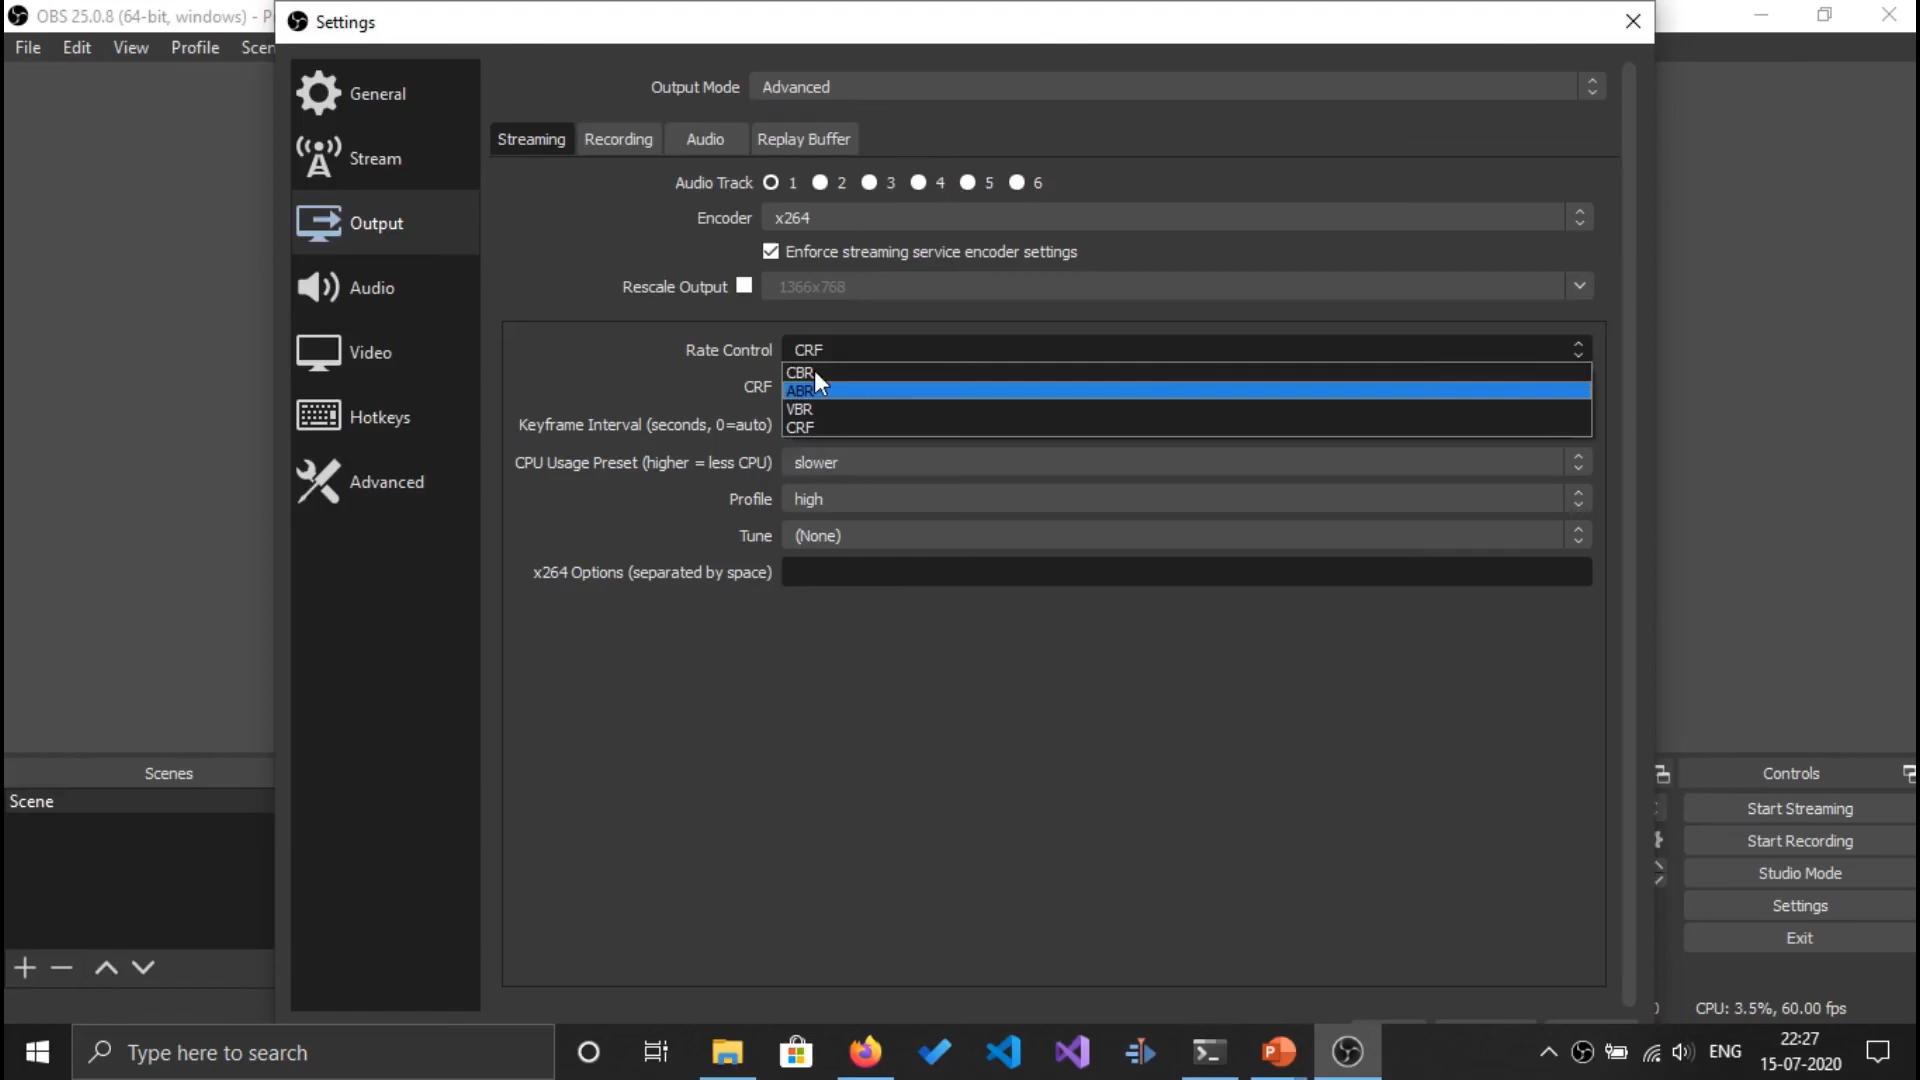 OBS 25.0.8 (64-bit, windows) - P
Settings
File Edit View Profile Scen
General
Stream
Output
Audio
Video
Hotkeys
Advanced
Output Mode Advanced
Streaming Recording Audio Replay Buffer
Audio Track 1 2 3 4 5 6
Encoder x264
Enforce streaming service encoder settings
Rescale Output 1366x768
Rate Control CRF
CBR
CRF
ABR
VBR
Keyframe Interval (seconds, 0=auto)
CRF
CPU Usage Preset (higher = less CPU) slower
Profile high
Tune (None)
x264 Options (separated by space)
Scenes
Scene
Controls
Start Streaming
Start Recording
Studio Mode
Settings
Exit
CPU: 3.5%, 60.00 fps
Type here to search
ENG
22:27
15-07-2020